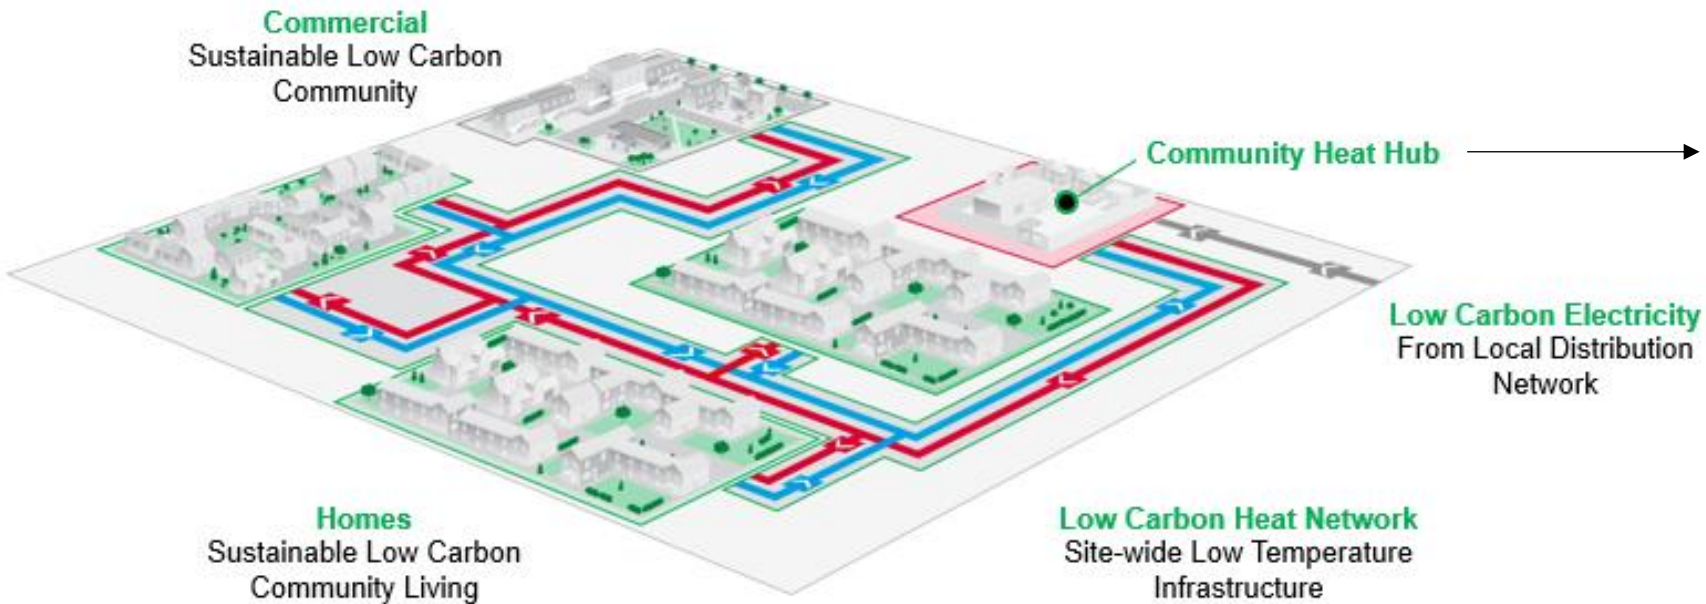 Commercial
Sustainable Low Carbon
Community
Community Heat Hub
Low Carbon Electricity
From Local Distribution
Network
Homes
Sustainable Low Carbon
Community Living
Low Carbon Heat Network
Site-wide Low Temperature
Infrastructure